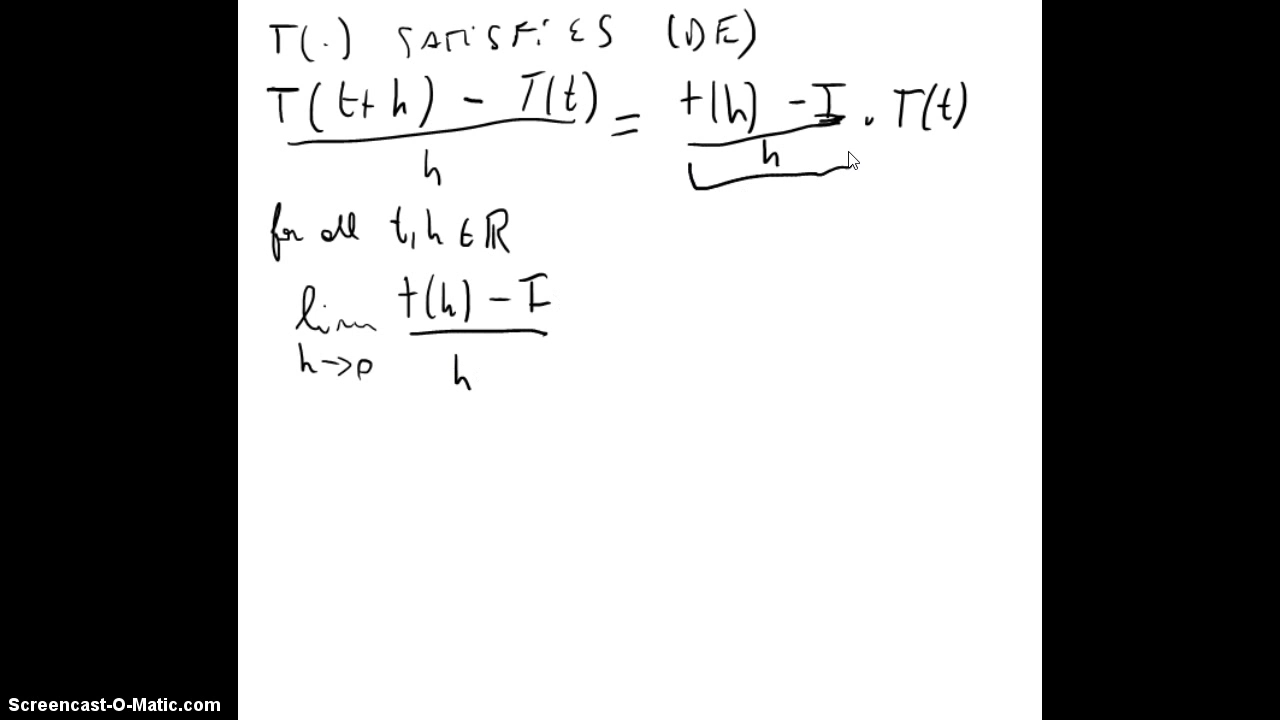 T(.) SATISFIES (DE)
T(t+h) - T(t) / h = T(h) - I / h . T(t)
for all t, h ∈ ℝ
lim h→0 T(h) - I / h
Screencast-O-Matic.com